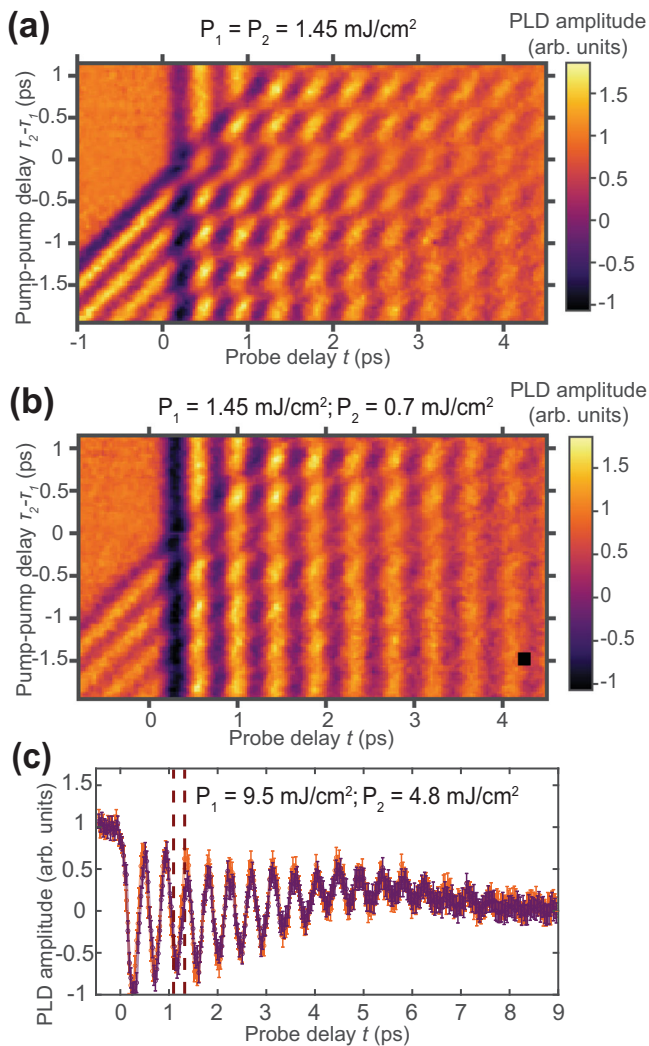 (a)
P₁ = P₂ = 1.45 mJ/cm²
PLD amplitude
(arb. units)
Pump-pump delay τ₂-τ₁ (ps)
1
0.5
0
-0.5
-1
-1.5
-1 0 1 2 3 4
Probe delay t (ps)
1.5
1
0.5
0
-0.5
-1
(b)
P₁ = 1.45 mJ/cm²; P₂ = 0.7 mJ/cm²
PLD amplitude
(arb. units)
Pump-pump delay τ₂-τ₁ (ps)
1
0.5
0
-0.5
-1
-1.5
0 1 2 3 4
Probe delay t (ps)
1.5
1
0.5
0
-0.5
-1
(c)
P₁ = 9.5 mJ/cm²; P₂ = 4.8 mJ/cm²
PLD amplitude (arb. units)
1.5
1
0.5
0
-0.5
-1
0 1 2 3 4 5 6 7 8 9
Probe delay t (ps)